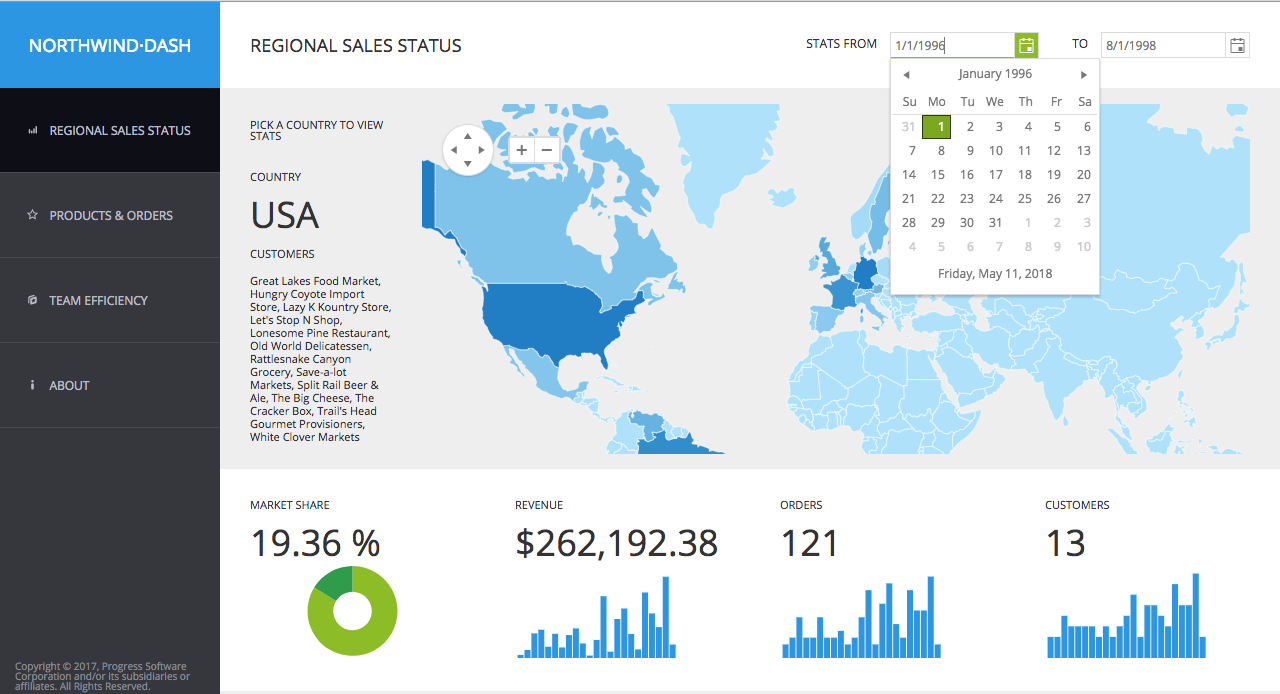 NORTHWIND·DASH
REGIONAL SALES STATUS
PRODUCTS & ORDERS
TEAM EFFICIENCY
ABOUT
Copyright © 2017, Progress Software
Corporation and/or its subsidiaries or
affiliates. All Rights Reserved.
REGIONAL SALES STATUS
STATS FROM
1/1/1996
TO
8/1/1998
January 1996
Su Mo Tu We Th Fr Sa
31 1 2 3 4 5 6
7 8 9 10 11 12 13
14 15 16 17 18 19 20
21 22 23 24 25 26 27
28 29 30 31 1 2 3
4 5 6 7 8 9 10
Friday, May 11, 2018
PICK A COUNTRY TO VIEW
STATS
COUNTRY
USA
CUSTOMERS
Great Lakes Food Market,
Hungry Coyote Import
Store, Lazy K Kountry Store,
Let's Stop N Shop,
Lonesome Pine Restaurant,
Old World Delicatessen,
Rattlesnake Canyon
Grocery, Save-a-lot
Markets, Split Rail Beer &
Ale, The Big Cheese, The
Cracker Box, Trail's Head
Gourmet Provisioners,
White Clover Markets
MARKET SHARE
19.36 %
REVENUE
$262,192.38
ORDERS
121
CUSTOMERS
13